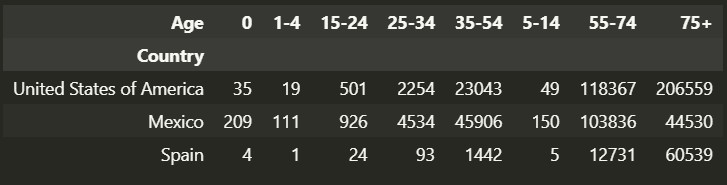 Age 0 1-4 15-24 25-34 35-54 5-14 55-74 75+
Country
United States of America 35 19 501 2254 23043 49 118367 206559
Mexico 209 111 926 4534 45906 150 103836 44530
Spain 4 1 24 93 1442 5 12731 60539